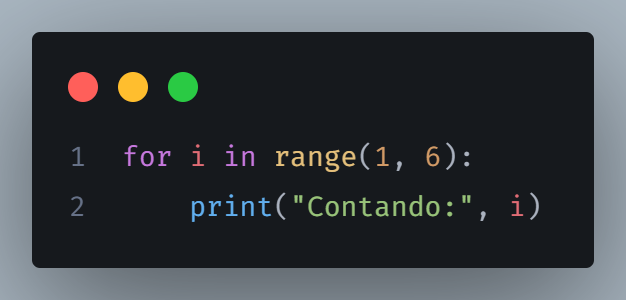 1 for i in range(1, 6):
2     print("Contando:", i)